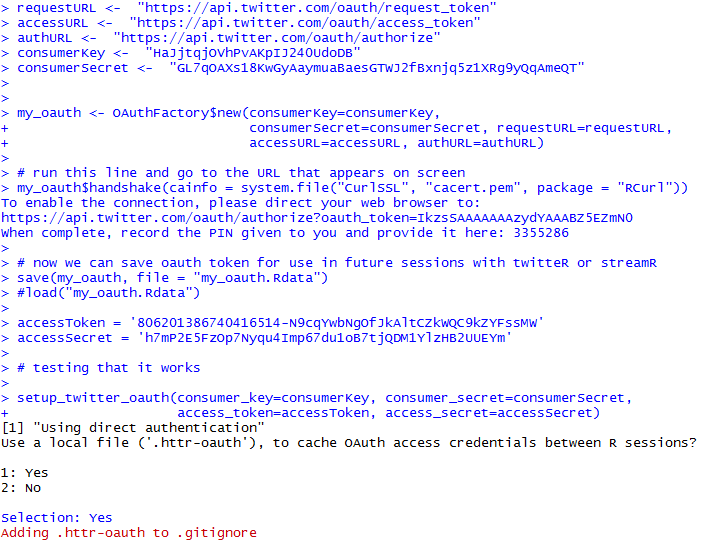 > requestURL <-  "https://api.twitter.com/oauth/request_token"
> accessURL <-  "https://api.twitter.com/oauth/access_token"
> authURL <- "https://api.twitter.com/oauth/authorize"
> consumerKey <-  "HaJjtqjOVhPvAKpIJ24OUdoDB"
> consumerSecret <-  "GL7qOAXs18KwGyAaymuaBaesGTWJ2fBxnjq5z1XRg9yQqAmeQT"
>
>
> my_oauth <- OAuthFactory$new(consumerKey=consumerKey,
+                              consumerSecret=consumerSecret, requestURL=requestURL,
+                              accessURL=accessURL, authURL=authURL)
>
> # run this line and go to the URL that appears on screen
> my_oauth$handshake(cainfo = system.file("CurlSSL", "cacert.pem", package = "RCurl"))
To enable the connection, please direct your web browser to:
https://api.twitter.com/oauth/authorize?oauth_token=IkzsSAAAAAAAzydYAAABZ5EZmN0
When complete, record the PIN given to you and provide it here: 3355286
>
> # now we can save oauth token for use in future sessions with twitteR or streamR
> save(my_oauth, file = "my_oauth.Rdata")
> #load("my_oauth.Rdata")
>
> accessToken = '806201386740416514-N9cqYwbNgOfJkAltCZkWQC9kZYFssMW'
> accessSecret = 'h7mP2E5FzOp7Nyqu4Imp67du1oB7tjQDM1YlzHB2UUEYm'
>
> # testing that it works
>
> setup_twitter_oauth(consumer_key=consumerKey, consumer_secret=consumerSecret,
+                     access_token=accessToken, access_secret=accessSecret)
[1] "Using direct authentication"
Use a local file ('.httr-oauth'), to cache OAuth access credentials between R sessions?
1: Yes
2: No
Selection: Yes
Adding .httr-oauth to .gitignore